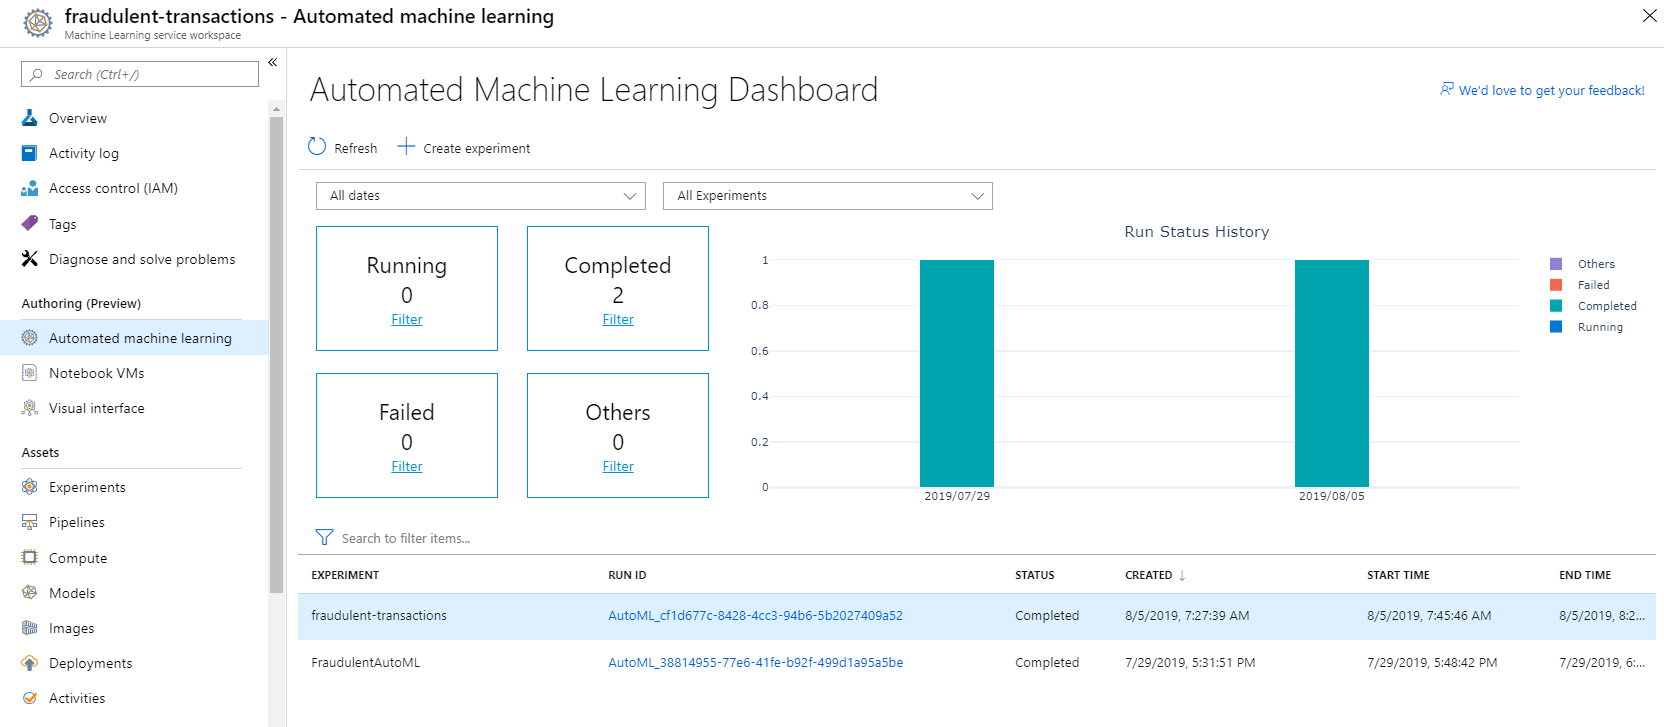 fraudulent-transactions - Automated machine learning
Machine Learning service workspace
Search (Ctrl+/)
Overview
Activity log
Access control (IAM)
Tags
Diagnose and solve problems
Authoring (Preview)
Automated machine learning
Notebook VMs
Visual interface
Assets
Experiments
Pipelines
Compute
Models
Images
Deployments
Activities
Automated Machine Learning Dashboard
We'd love to get your feedback!
Refresh
Create experiment
All dates
All Experiments
Running
0
Filter
Completed
2
Filter
Failed
0
Filter
Others
0
Filter
Run Status History
1
0.8
0.6
0.4
0.2
0
2019/07/29
2019/08/05
Others
Failed
Completed
Running
Search to filter items...
EXPERIMENT RUN ID STATUS CREATED ↓ START TIME END TIME
fraudulent-transactions AutoML_cf1d677c-8428-4cc3-94b6-5b2027409a52 Completed 8/5/2019, 7:27:39 AM 8/5/2019, 7:45:46 AM 8/5/2019, 8:2...
FraudulentAutoML AutoML_38814955-77e6-41fe-b92f-499d1a95a5be Completed 7/29/2019, 5:31:51 PM 7/29/2019, 5:48:42 PM 7/29/2019, 6:...